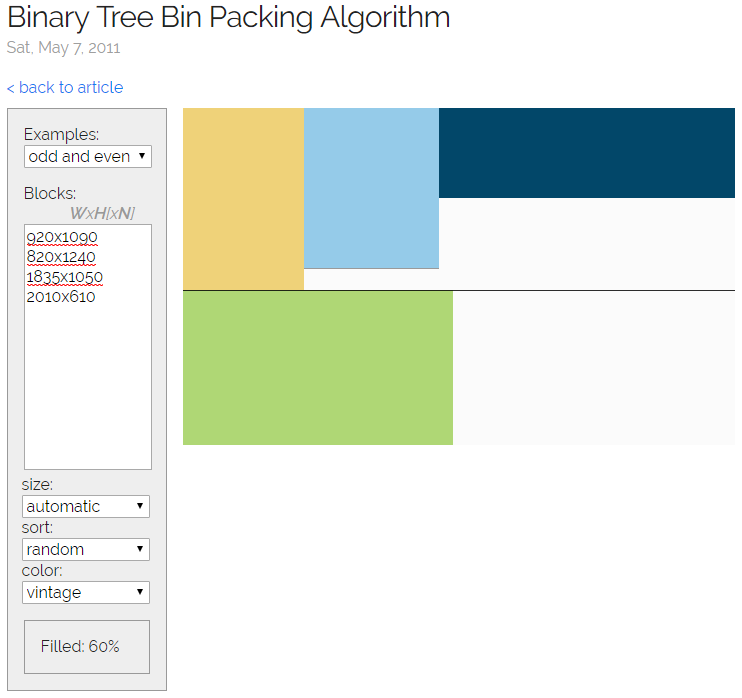 Binary Tree Bin Packing Algorithm
Sat, May 7, 2011
< back to article
Examples:
odd and even
Blocks:
WxH[xN]
920x1090
820x1240
1835x1050
2010x610
size:
automatic
sort:
random
color:
vintage
Filled: 60%